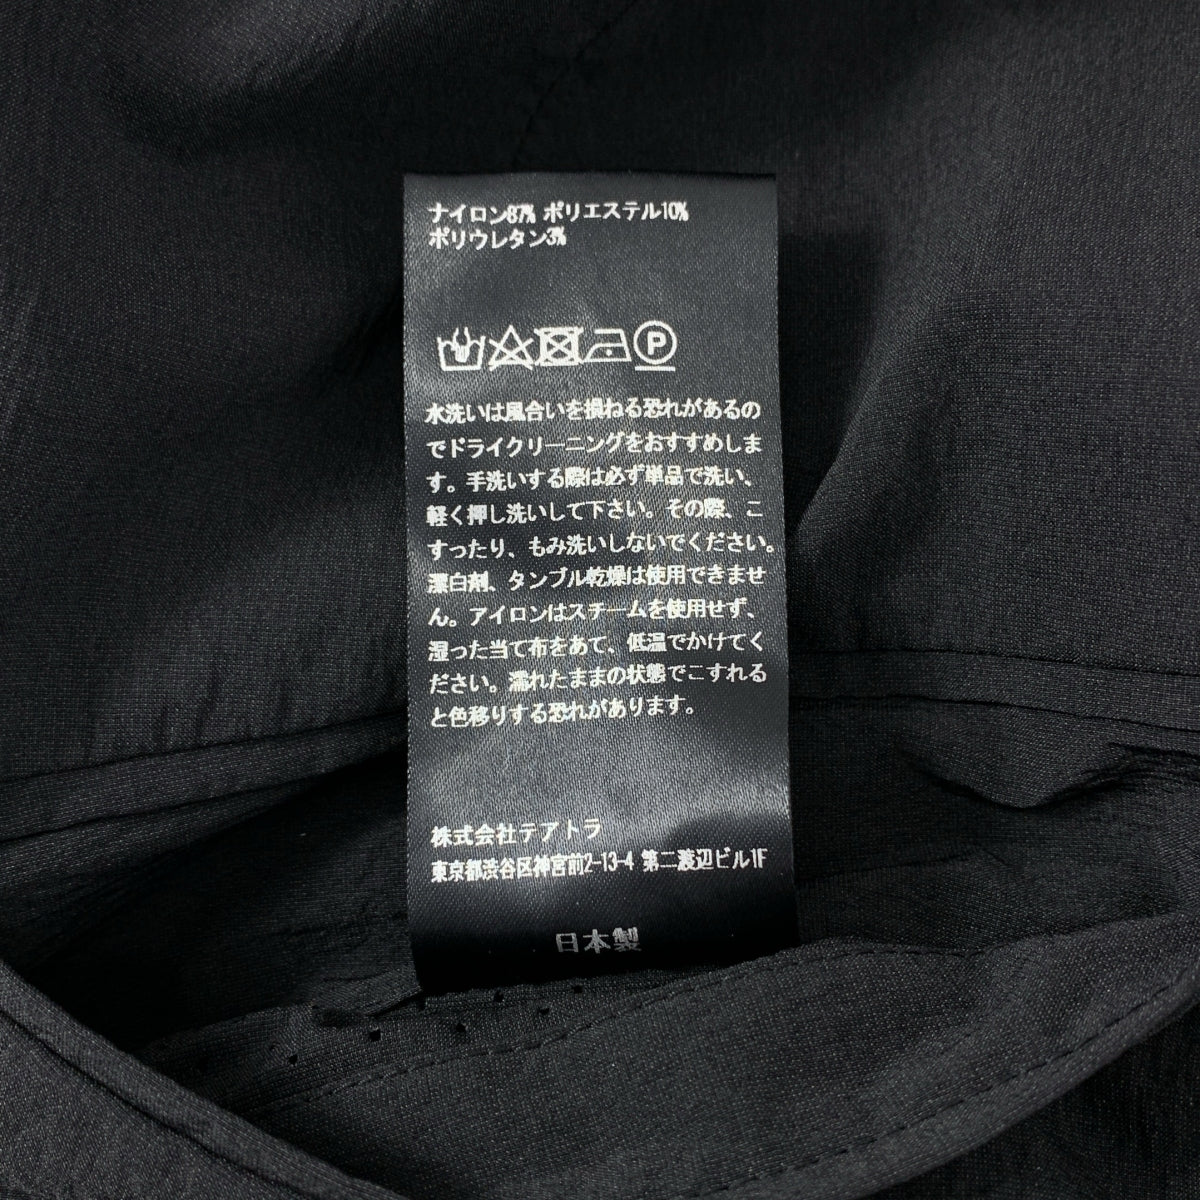 ナイロン87% ポリエステル10%
ポリウレタン3%
P
水洗いは風合いを損ねる恐れがあるの
でドライクリーニングをおすすめしま
す。手洗いする際は必ず単品で洗い、
軽く押し洗いして下さい。その際、こ
すったり、もみ洗いしないでください。
漂白剤、タンブル乾燥は使用できませ
ん。アイロンはスチームを使用せず、
湿った当て布をあて、低温でかけてく
ださい。濡れたままの状態でこすれる
と色移りする恐れがあります。
株式会社テアトラ
東京都渋谷区神宮前2-13-4 第二渡辺ビル1F
日本製